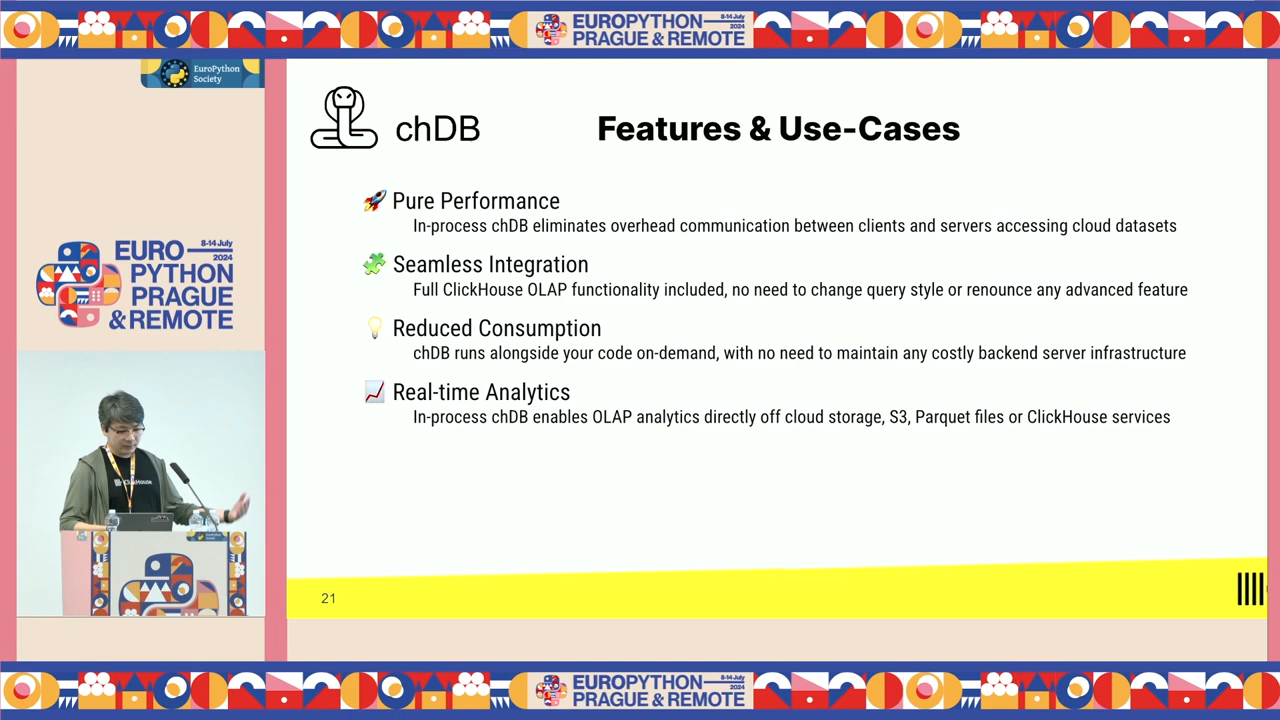 EUROPYTHON
8-14 July
2024
PRAGUE & REMOTE
EuroPython
Society
chDB
Features & Use-Cases
Pure Performance
In-process chDB eliminates overhead communication between clients and servers accessing cloud datasets
Seamless Integration
Full ClickHouse OLAP functionality included, no need to change query style or renounce any advanced feature
Reduced Consumption
chDB runs alongside your code on-demand, with no need to maintain any costly backend server infrastructure
Real-time Analytics
In-process chDB enables OLAP analytics directly off cloud storage, S3, Parquet files or ClickHouse services
21
EURO
8-14 July
2024
PYTHON
PRAGUE
& REMOTE
ClickHouse
EUROPYTHON
8-14 July
2024
PRAGUE & REMOTE